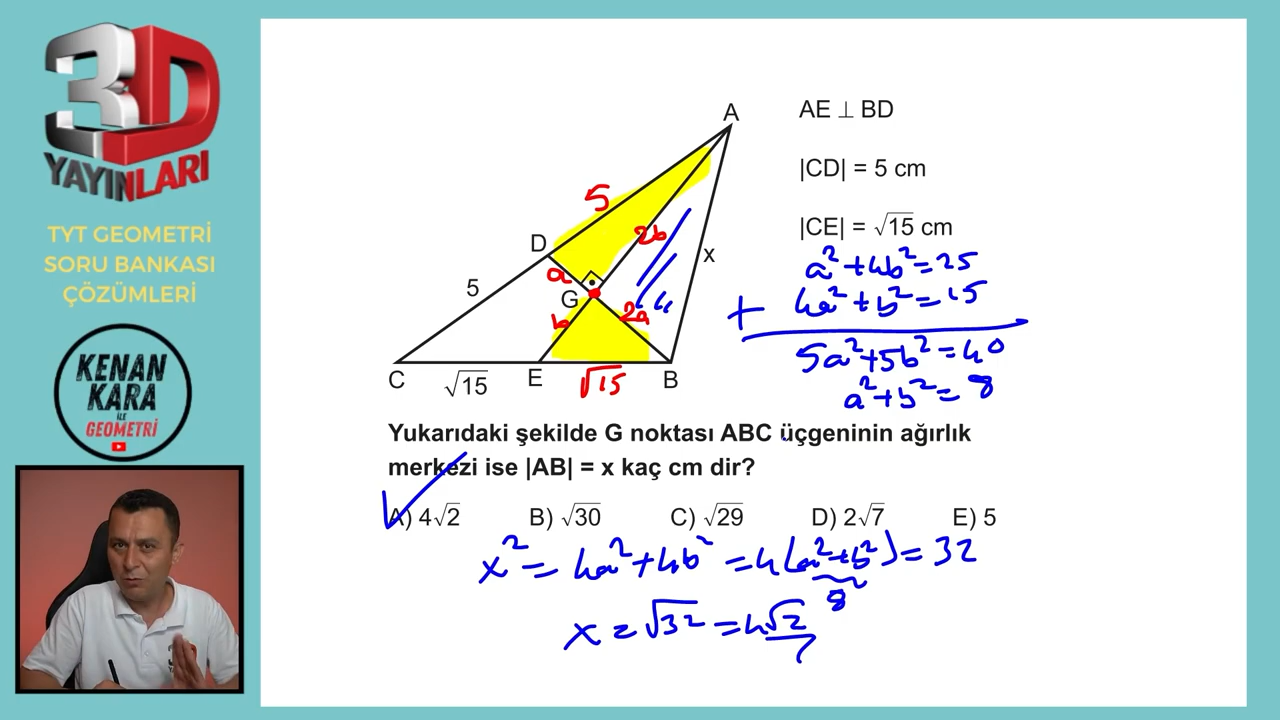 3D
YAYINLARI
TYT GEOMETRİ
SORU BANKASI
ÇÖZÜMLERİ
KENAN
KARA
İLE
GEOMETRİ
3D
A
D
G
C
E
B
5
5
a
2b
b
2a
x
√15
√15
AE ⊥ BD
|CD| = 5 cm
|CE| = √15 cm
a² + 4b² = 25
+ 4a² + b² = 15
5a² + 5b² = 40
a² + b² = 8
Yukarıdaki şekilde G noktası ABC üçgeninin ağırlık
merkezi ise |AB| = x kaç cm dir?
A) 4√2 B) √30 C) √29 D) 2√7 E) 5
x² = 4a² + 4b² = 4(a² + b²) = 32
8
x = √32 = 4√2